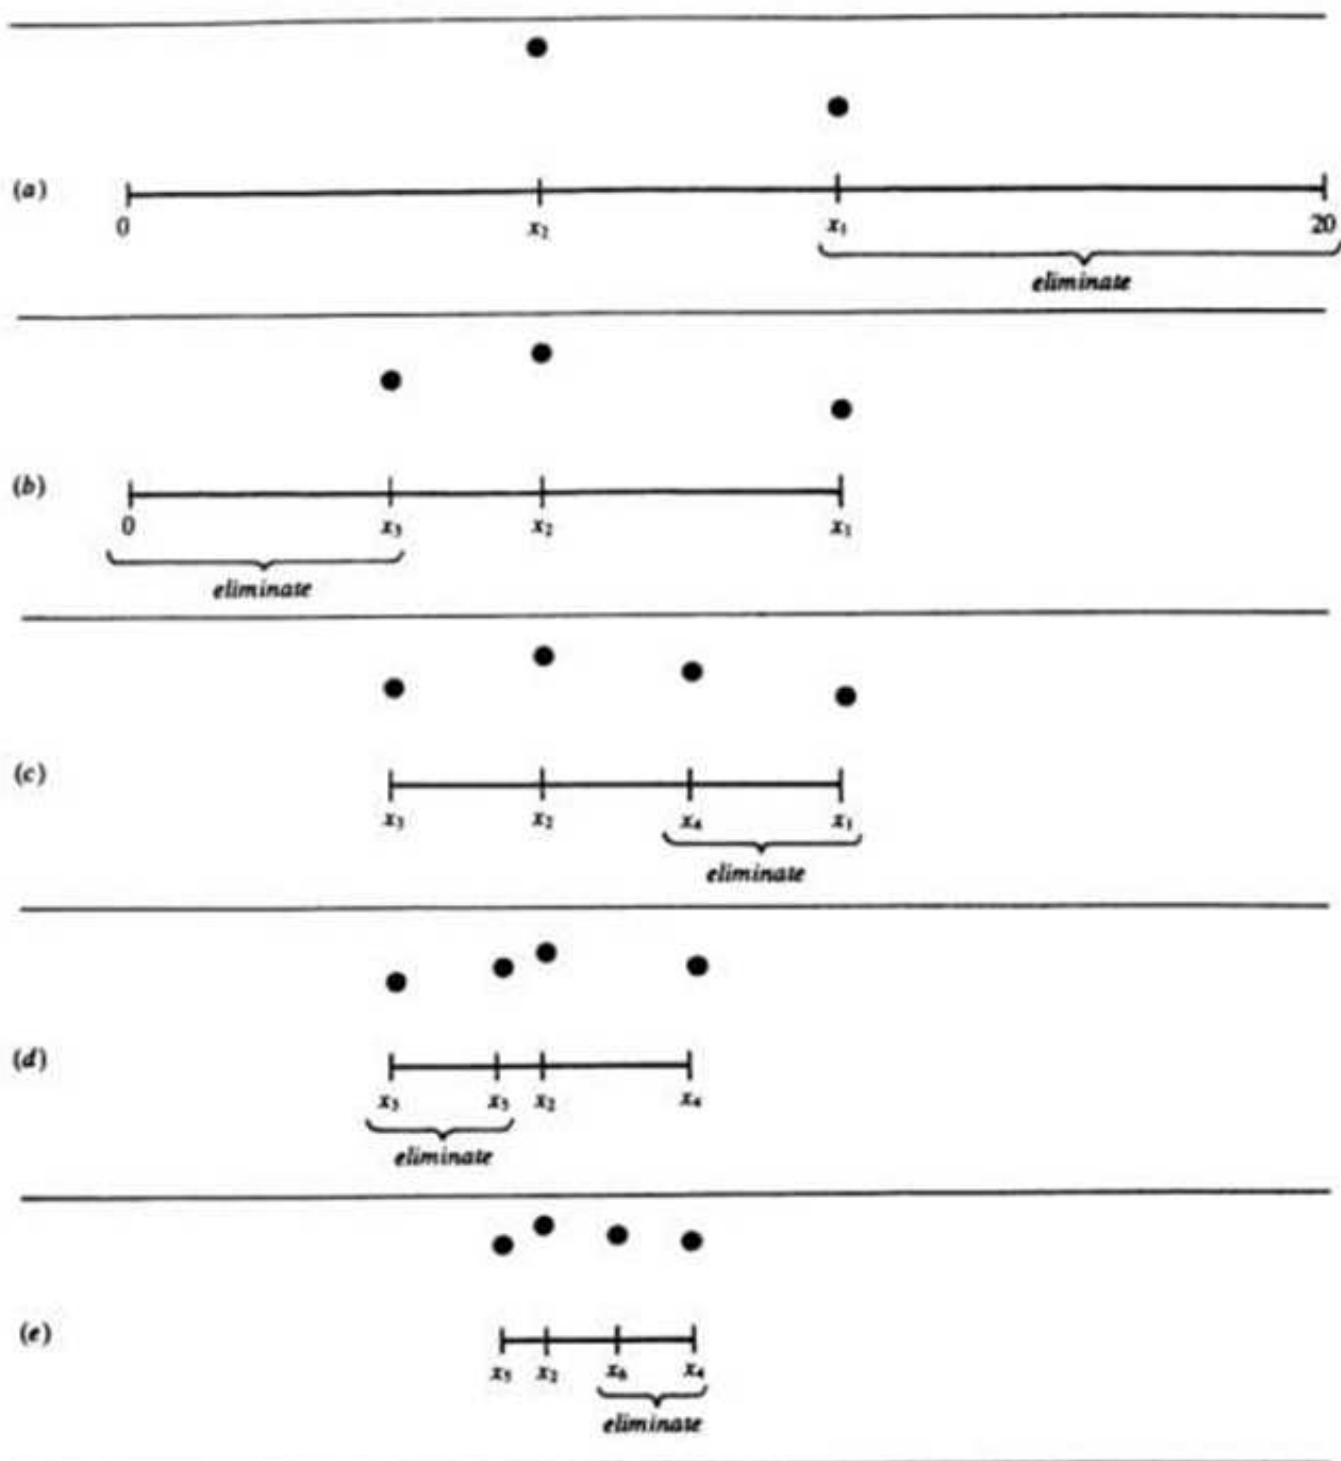 (a)
0 x₂ x₁ 20
eliminate
(b)
0 x₃ x₂ x₁
eliminate
(c)
x₃ x₂ x₄ x₁
eliminate
(d)
x₃ x₅ x₂ x₄
eliminate
(e)
x₅ x₂ x₆ x₄
eliminate